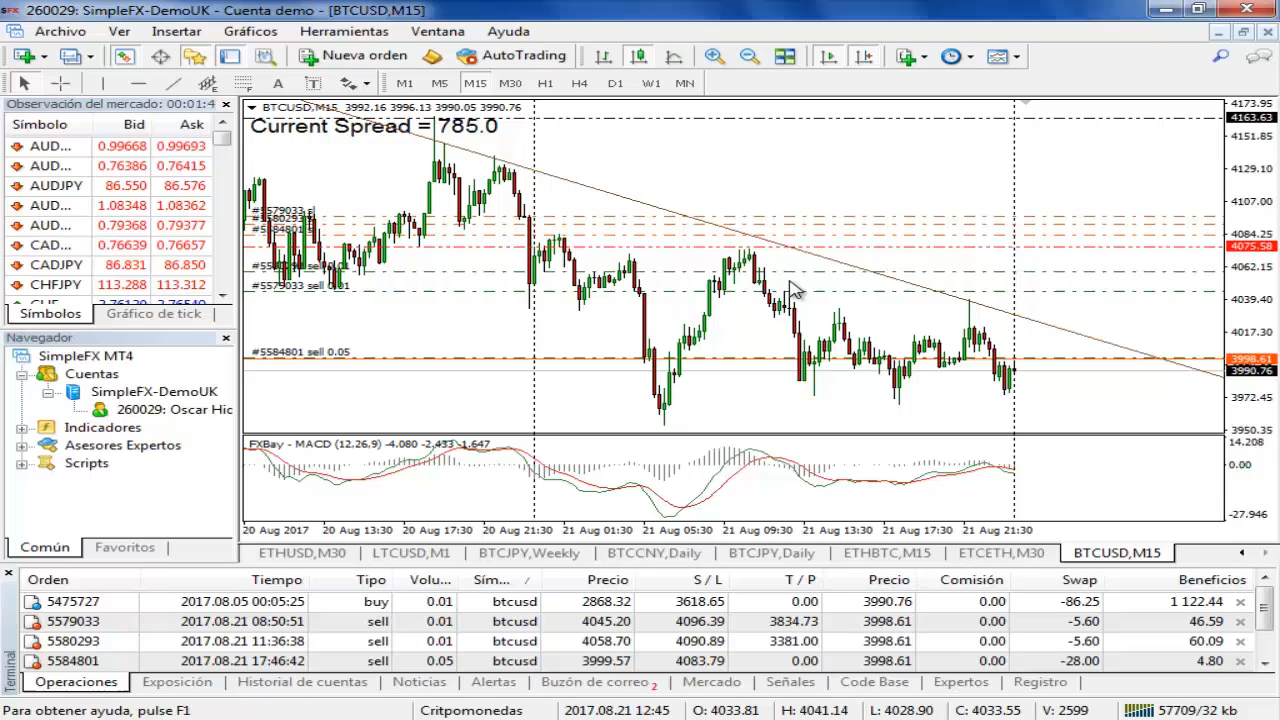 260029: SimpleFX-DemoUK - Cuenta demo - [BTCUSD,M15]
Archivo Ver Insertar Gráficos Herramientas Ventana Ayuda
Nueva orden AutoTrading
M1 M5 M15 M30 H1 H4 D1 W1 MN
Observación del mercado: 00:01:4
Símbolo Bid Ask
AUD... 0.99668 0.99693
AUD... 0.76386 0.76415
AUDJPY 86.550 86.576
AUD... 1.08348 1.08362
AUD... 0.79368 0.79377
CAD... 0.76639 0.76657
CADJPY 86.831 86.850
CHFJPY 113.288 113.312
Símbolos Gráfico de tick
Navegador
SimpleFX MT4
Cuentas
SimpleFX-DemoUK
260029: Oscar Hic
Indicadores
Asesores Expertos
Scripts
Común Favoritos
BTCUSD,M15 3992.16 3996.13 3990.05 3990.76
Current Spread = 785.0
#5579033 sl
#5580293 sl
#5584801 sl
#5579033 sell 0.01
#5584801 sell 0.05
4173.95
4163.63
4151.85
4129.10
4107.00
4084.25
4075.58
4062.15
4039.40
4017.30
3998.61
3990.76
3972.45
3950.35
FXBay - MACD (12,26,9) -4.080 -2.433 -1.647
14.208
0.00
-27.946
20 Aug 2017 20 Aug 13:30 20 Aug 17:30 20 Aug 21:30 21 Aug 01:30 21 Aug 05:30 21 Aug 09:30 21 Aug 13:30 21 Aug 17:30 21 Aug 21:30
ETHUSD,M30 LTCUSD,M1 BTCJPY,Weekly BTCCNY,Daily BTCJPY,Daily ETHBTC,M15 ETCETH,M30 BTCUSD,M15
Orden Tiempo Tipo Volu... Sím... / Precio S / L T / P Precio Comisión Swap Beneficios
5475727 2017.08.05 00:05:25 buy 0.01 btcusd 2868.32 3618.65 0.00 3990.76 0.00 -86.25 1 122.44
5579033 2017.08.21 08:50:51 sell 0.01 btcusd 4045.20 4096.39 3834.73 3998.61 0.00 -5.60 46.59
5580293 2017.08.21 11:36:38 sell 0.01 btcusd 4058.70 4090.89 3381.00 3998.61 0.00 -5.60 60.09
5584801 2017.08.21 17:46:42 sell 0.05 btcusd 3999.57 4083.79 0.00 3998.61 0.00 -28.00 4.80
Terminal
Operaciones Exposición Historial de cuentas Noticias Alertas Buzón de correo 2 Mercado Señales Code Base Expertos Registro
Para obtener ayuda, pulse F1 Critpomonedas 2017.08.21 12:45 O: 4033.81 H: 4041.14 L: 4028.90 C: 4033.55 V: 2599 57709/32 kb